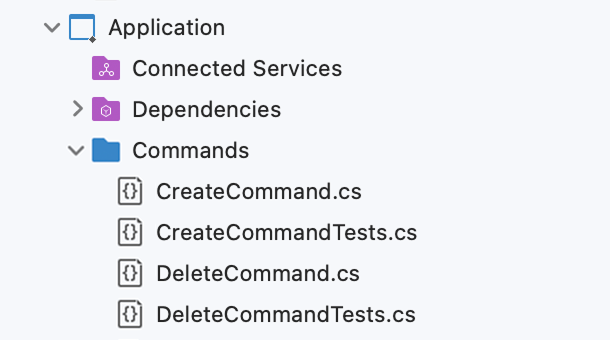 Application
Connected Services
Dependencies
Commands
CreateCommand.cs
CreateCommandTests.cs
DeleteCommand.cs
DeleteCommandTests.cs